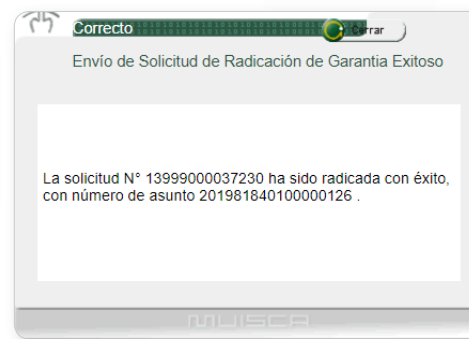 Correcto
Cerrar
Envío de Solicitud de Radicación de Garantia Exitoso
La solicitud N° 13999000037230 ha sido radicada con éxito,
con número de asunto 201981840100000126 .
MUISCA